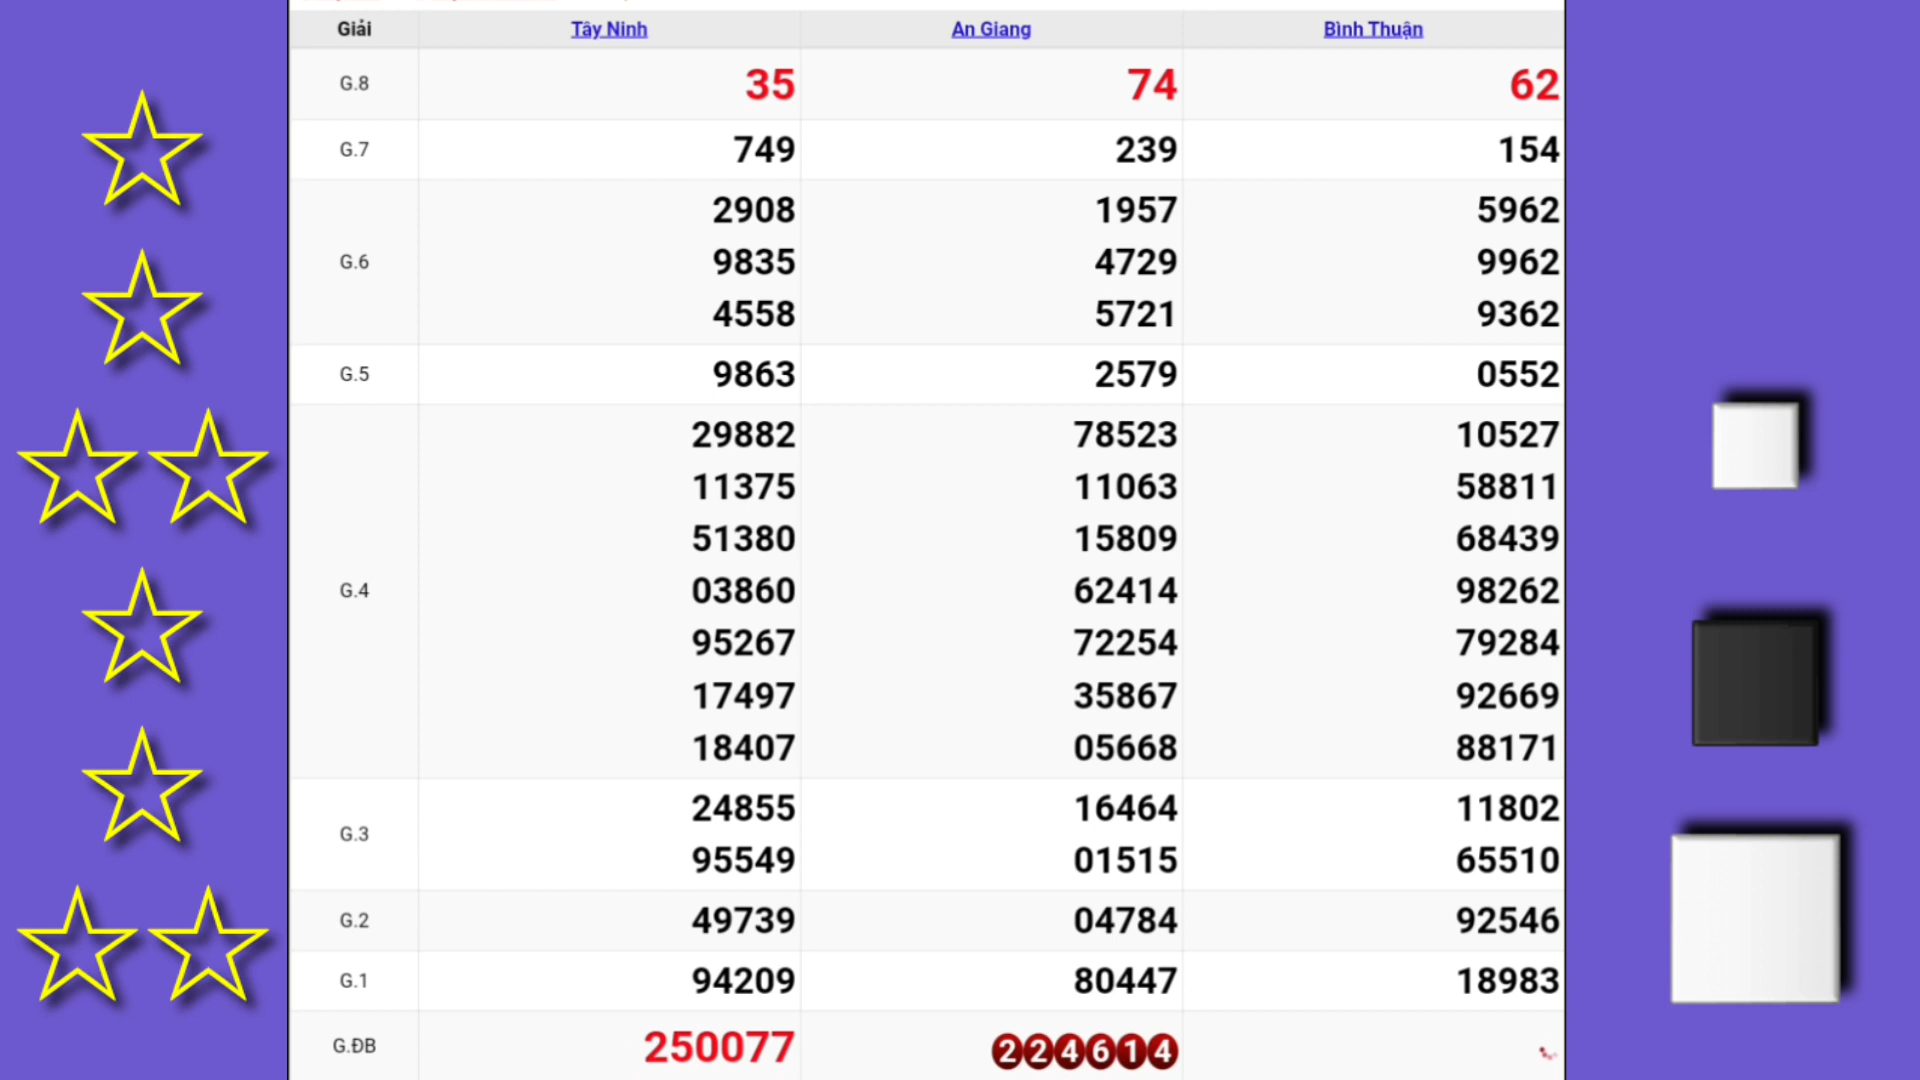 Giải Tây Ninh An Giang Bình Thuận
G.8 35 74 62
G.7 749 239 154
2908 1957 5962
G.6 9835 4729 9962
4558 5721 9362
G.5 9863 2579 0552
29882 78523 10527
11375 11063 58811
51380 15809 68439
G.4 03860 62414 98262
95267 72254 79284
17497 35867 92669
18407 05668 88171
G.3
24855 16464 11802
95549 01515 65510
G.2 49739 04784 92546
G.1 94209 80447 18983
G.ĐB 250077 224614